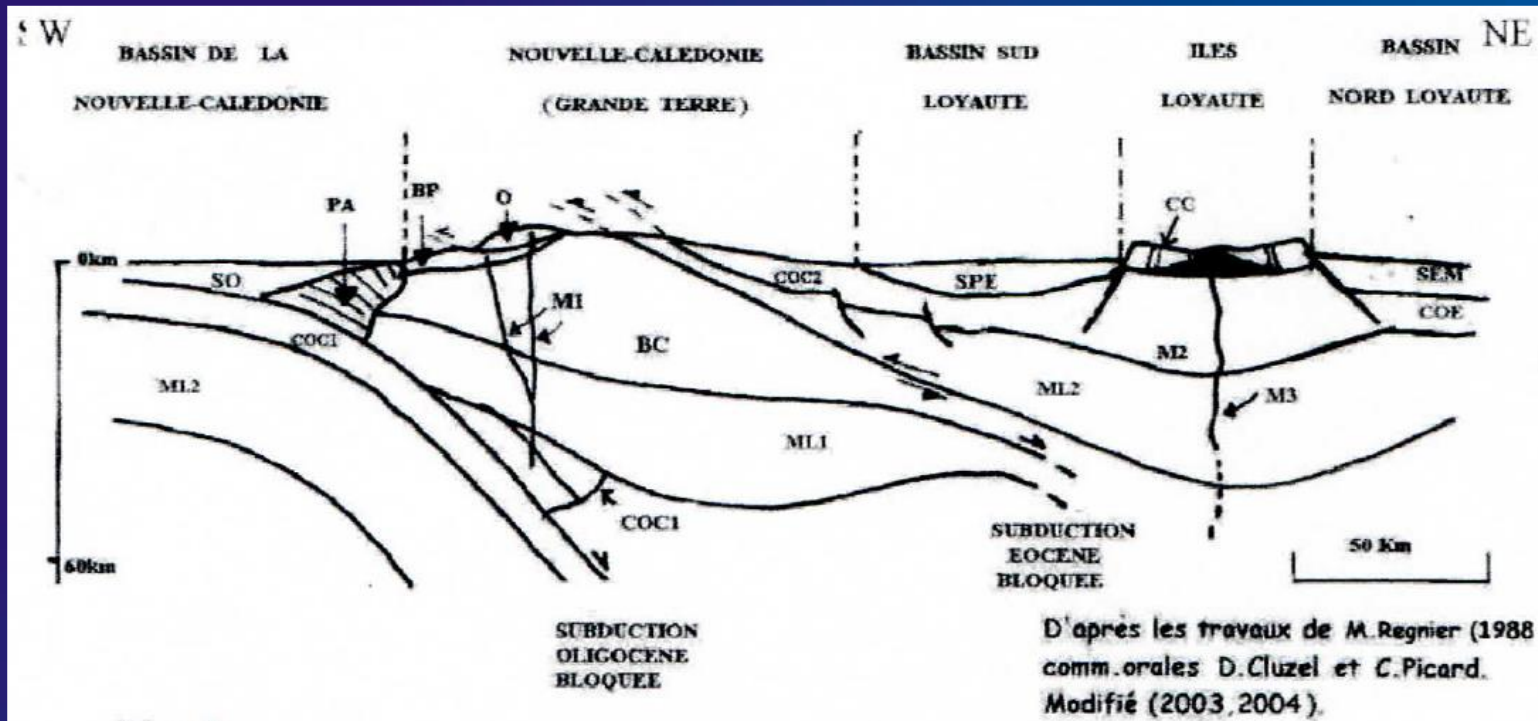 SW
NE
BASSIN DE LA
NOUVELLE-CALEDONIE
NOUVELLE-CALEDONIE
(GRANDE TERRE)
BASSIN SUD
LOYAUTE
ILES
LOYAUTE
BASSIN
NORD LOYAUTE
PA
BP
O
CC
0km
SO
COC2
SPE
SEM
COE
COC1
M1
BC
M2
ML2
ML2
M3
ML1
COC1
60km
SUBDUCTION
EOCENE
BLOQUEE
50 Km
SUBDUCTION
OLIGOCENE
BLOQUEE
D'après les travaux de M.Regnier (1988
comm.orales D.Cluzel et C.Picard.
Modifié (2003,2004).